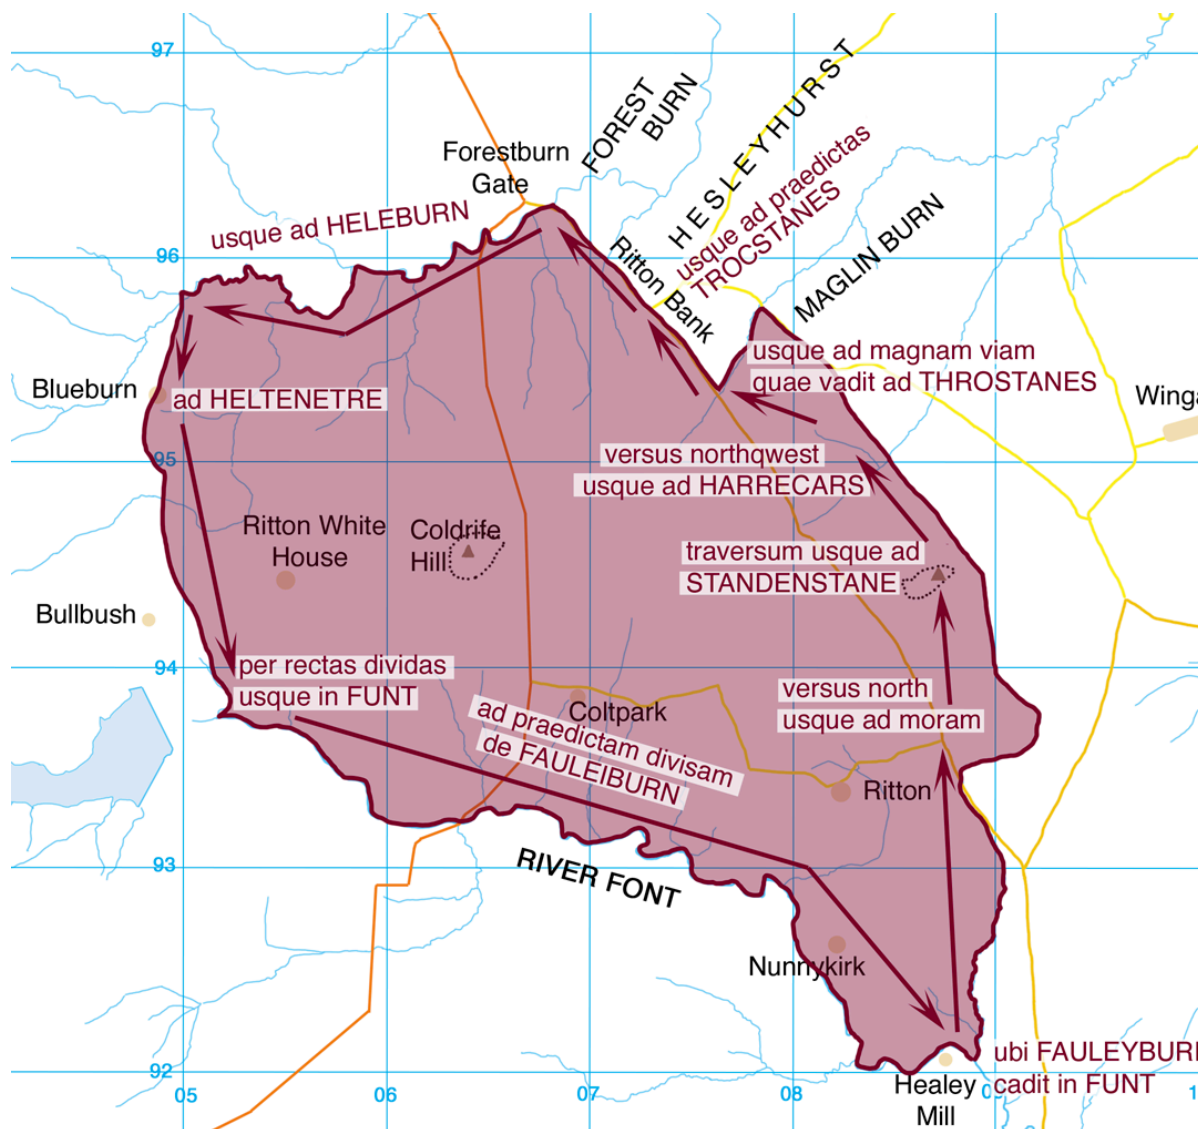 97
FOREST
BURN
HESLEYHURST
Forestburn
Gate
usque ad praedictas
TROCSTANES
usque ad HELEBURN
MAGLIN BURN
96
Ritton Bank
usque ad magnam viam
quae vadit ad THROSTANES
Blueburn
ad HELTENETRE
95
versus northqwest
usque ad HARRECARS
Ritton White
House
Coldrife
Hill
traversum usque ad
STANDENSTANE
Bullbush
94
per rectas dividas
usque in FUNT
versus north
usque ad moram
Coltpark
ad praedictam divisam
de FAULEIBURN
Ritton
93
RIVER FONT
Nunnykirk
92
ubi FAULEYBUR
cadit in FUNT
Healey
Mill
05
06
07
08